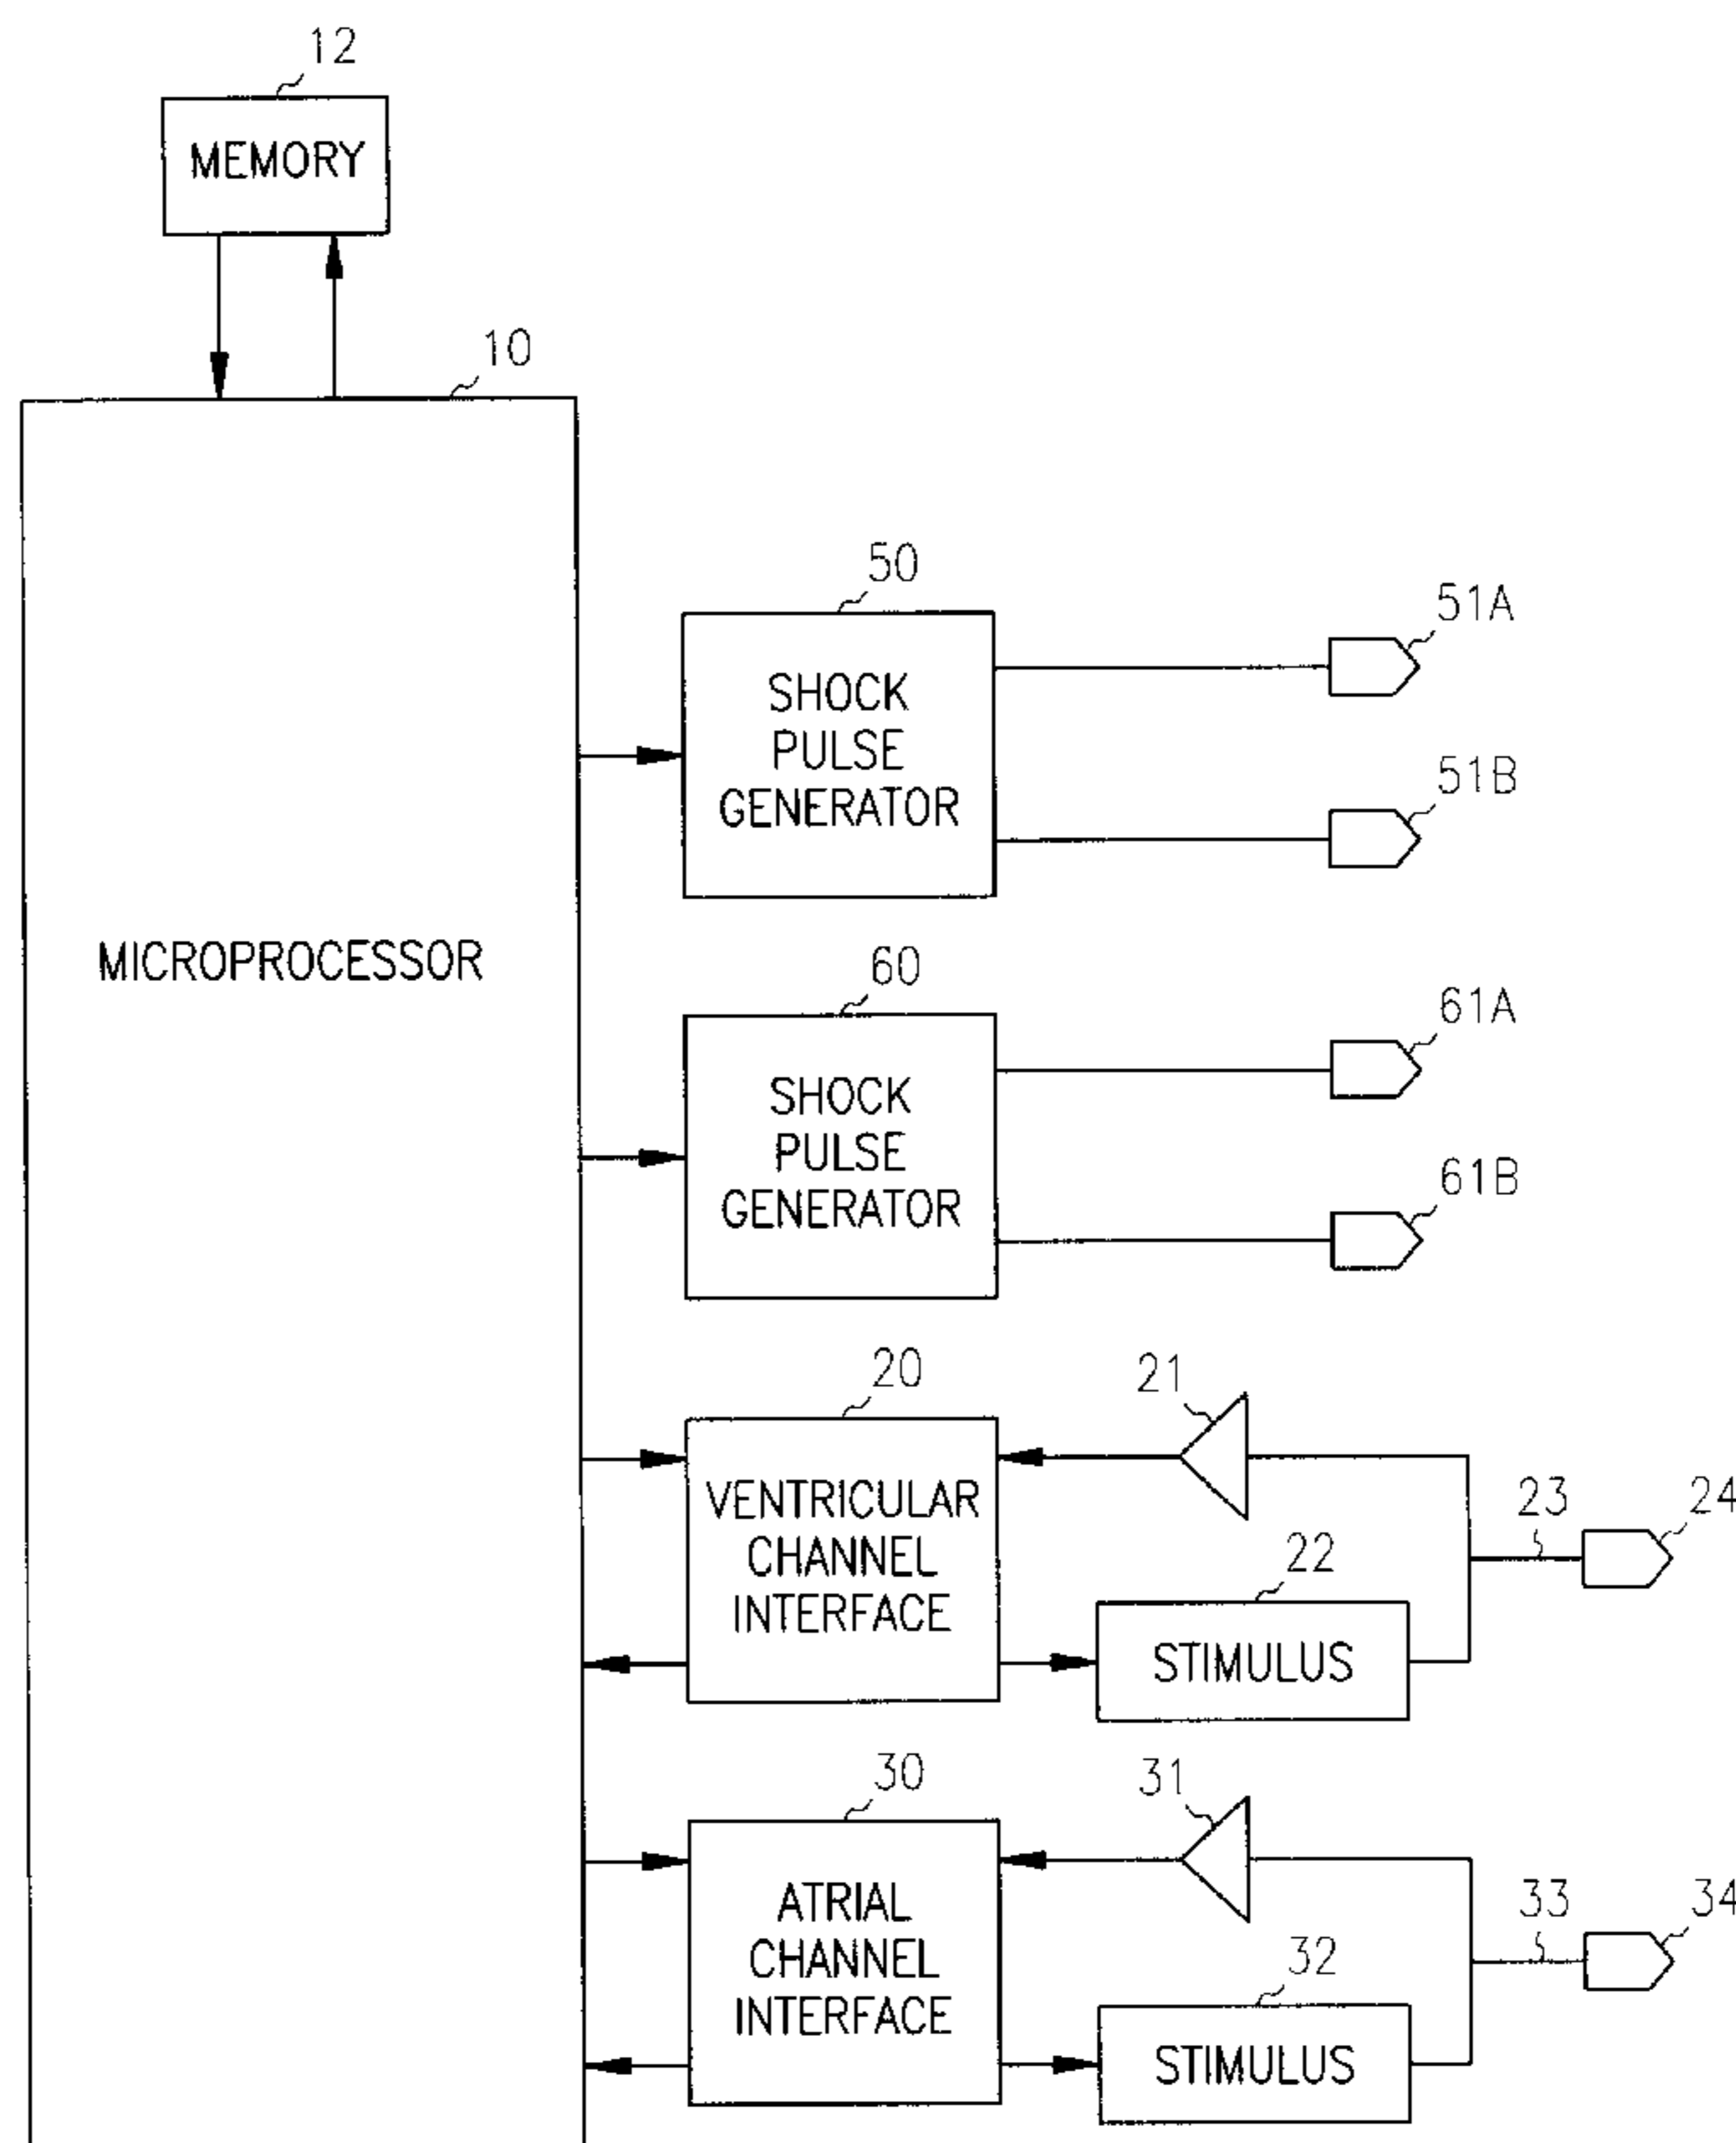 12
MEMORY
10
MICROPROCESSOR
50
SHOCK
PULSE
GENERATOR
51A
51B
60
SHOCK
PULSE
GENERATOR
61A
61B
20
VENTRICULAR
CHANNEL
INTERFACE
21
22
STIMULUS
23
24
30
ATRIAL
CHANNEL
INTERFACE
31
32
STIMULUS
33
34